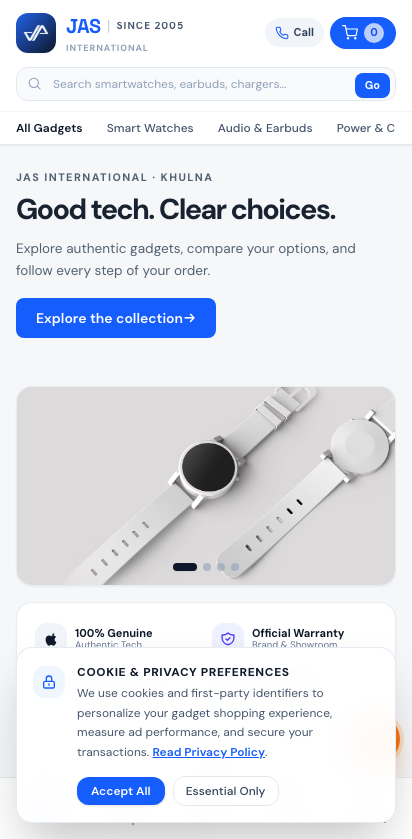 JAS | SINCE 2005
INTERNATIONAL
Call
0
Search smartwatches, earbuds, chargers...
Go
All Gadgets
Smart Watches
Audio & Earbuds
Power & C
JAS INTERNATIONAL · KHULNA
Good tech. Clear choices.
Explore authentic gadgets, compare your options, and
follow every step of your order.
Explore the collection→
100% Genuine
Authentic Tech
Official Warranty
Brand & Showroom
COOKIE & PRIVACY PREFERENCES
We use cookies and first-party identifiers to
personalize your gadget shopping experience,
measure ad performance, and secure your
transactions. Read Privacy Policy.
Accept All
Essential Only